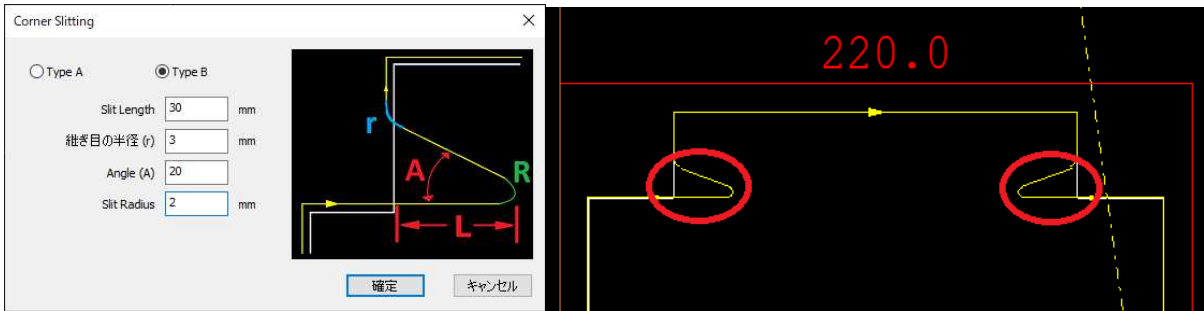 Corner Slitting
Type A
Type B
Slit Length 30 mm
継ぎ目の半径 (r) 3 mm
Angle (A) 20 mm
Slit Radius 2 mm
r
A
R
L
確定
キャンセル
220.0